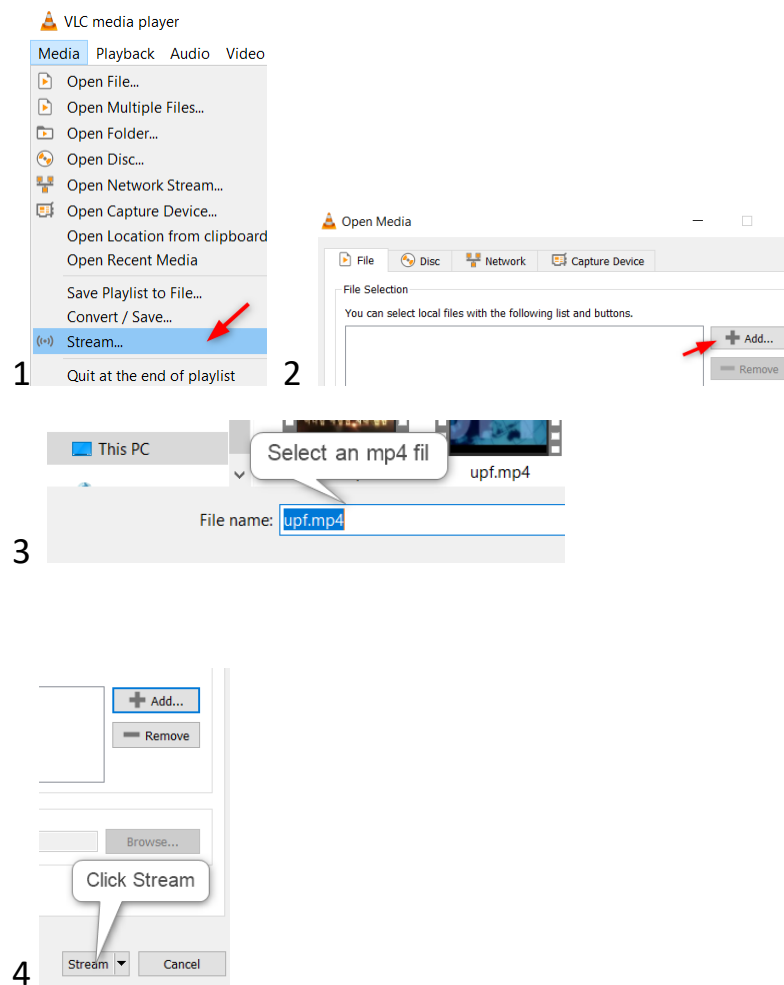 VLC media player
Media Playback Audio Video
Open File...
Open Multiple Files...
Open Folder...
Open Disc...
Open Network Stream...
Open Capture Device...
Open Location from clipboard
Open Recent Media
Save Playlist to File...
Convert / Save...
Stream...
Quit at the end of playlist
1
Open Media
File Disc Network Capture Device
File Selection
You can select local files with the following list and buttons.
Add...
Remove
2
This PC
Select an mp4 fil
upf.mp4
File name: upf.mp4
3
Add...
Remove
Browse...
Click Stream
Stream Cancel
4